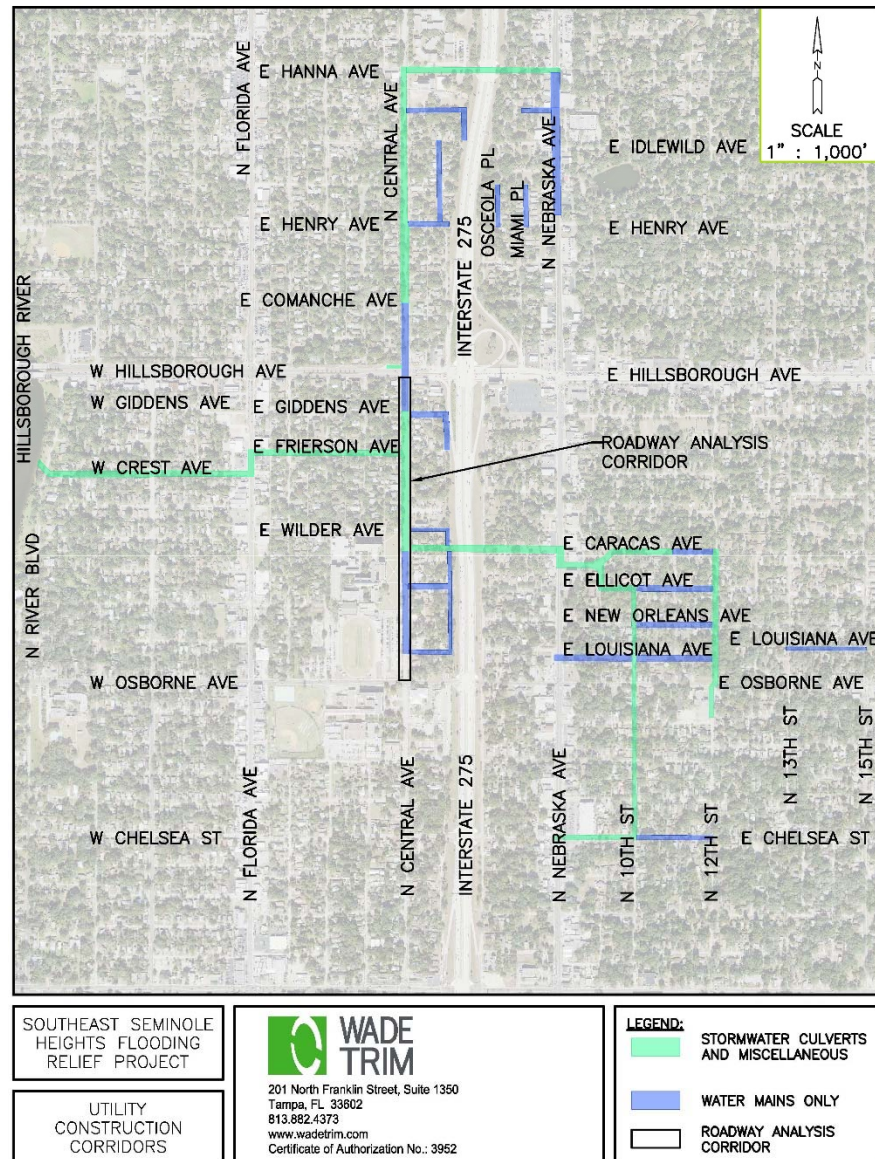 N
SCALE
1" : 1,000'
E HANNA AVE
N FLORIDA AVE
N CENTRAL AVE
E IDLEWILD AVE
OSCEOLA PL
MIAMI PL
N NEBRASKA AVE
E HENRY AVE
E HENRY AVE
INTERSTATE 275
E COMANCHE AVE
HILLSBOROUGH RIVER
W HILLSBOROUGH AVE
E HILLSBOROUGH AVE
W GIDDENS AVE
E GIDDENS AVE
E FRIERSON AVE
ROADWAY ANALYSIS
CORRIDOR
W CREST AVE
E WILDER AVE
E CARACAS AVE
E ELLICOT AVE
E NEW ORLEANS AVE
E LOUISIANA AVE
E LOUISIANA AVE
N RIVER BLVD
W OSBORNE AVE
E OSBORNE AVE
N 13TH ST
N 15TH ST
N FLORIDA AVE
N CENTRAL AVE
INTERSTATE 275
N NEBRASKA AVE
N 10TH ST
N 12TH ST
W CHELSEA ST
E CHELSEA ST
SOUTHEAST SEMINOLE
HEIGHTS FLOODING
RELIEF PROJECT
UTILITY
CONSTRUCTION
CORRIDORS
WADE
TRIM
201 North Franklin Street, Suite 1350
Tampa, FL 33602
813.882.4373
www.wadetrim.com
Certificate of Authorization No.: 3952
LEGEND:
STORMWATER CULVERTS
AND MISCELLANEOUS
WATER MAINS ONLY
ROADWAY ANALYSIS
CORRIDOR